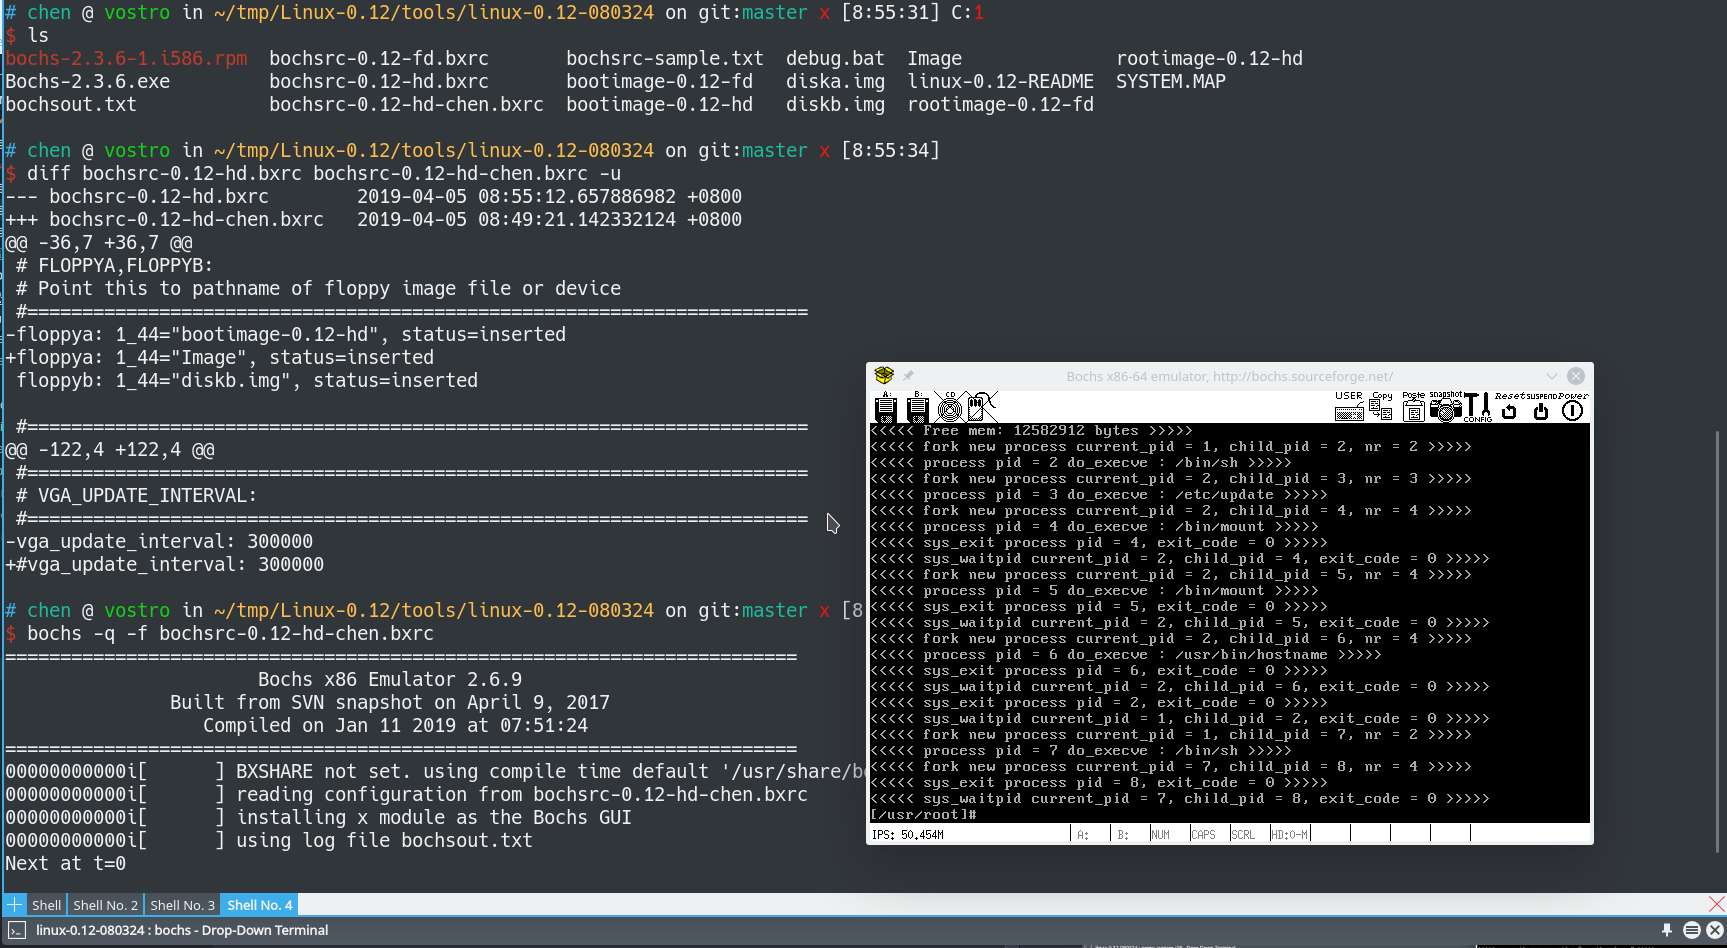 # chen @ vostro in ~/tmp/Linux-0.12/tools/linux-0.12-080324 on git:master x [8:55:31] C:1
$ ls
bochs-2.3.6-1.i586.rpm  bochsrc-0.12-fd.bxrc       bochsrc-sample.txt  debug.bat  Image              rootimage-0.12-hd
Bochs-2.3.6.exe         bochsrc-0.12-hd.bxrc       bootimage-0.12-fd   diska.img  linux-0.12-README  SYSTEM.MAP
bochsout.txt            bochsrc-0.12-hd-chen.bxrc  bootimage-0.12-hd   diskb.img  rootimage-0.12-fd
# chen @ vostro in ~/tmp/Linux-0.12/tools/linux-0.12-080324 on git:master x [8:55:34]
$ diff bochsrc-0.12-hd.bxrc bochsrc-0.12-hd-chen.bxrc -u
--- bochsrc-0.12-hd.bxrc        2019-04-05 08:55:12.657886982 +0800
+++ bochsrc-0.12-hd-chen.bxrc   2019-04-05 08:49:21.142332124 +0800
@@ -36,7 +36,7 @@
 # FLOPPYA,FLOPPYB:
 # Point this to pathname of floppy image file or device
 #=======================================================================
-floppya: 1_44="bootimage-0.12-hd", status=inserted
+floppya: 1_44="Image", status=inserted
 floppyb: 1_44="diskb.img", status=inserted
 #=======================================================================
@@ -122,4 +122,4 @@
 #=======================================================================
 # VGA_UPDATE_INTERVAL:
 #=======================================================================
-vga_update_interval: 300000
+#vga_update_interval: 300000
# chen @ vostro in ~/tmp/Linux-0.12/tools/linux-0.12-080324 on git:master x [8
$ bochs -q -f bochsrc-0.12-hd-chen.bxrc
========================================================================
Bochs x86 Emulator 2.6.9
Built from SVN snapshot on April 9, 2017
Compiled on Jan 11 2019 at 07:51:24
========================================================================
00000000000i[      ] BXSHARE not set. using compile time default '/usr/share/bo
00000000000i[      ] reading configuration from bochsrc-0.12-hd-chen.bxrc
00000000000i[      ] installing x module as the Bochs GUI
00000000000i[      ] using log file bochsout.txt
Next at t=0
Bochs x86-64 emulator, http://bochs.sourceforge.net/
A: B: CD USER Copy Paste snapshot CONFIG Reset SUSPEND Power
<<<<< Free mem: 12582912 bytes >>>>>
<<<<< fork new process current_pid = 1, child_pid = 2, nr = 2 >>>>>
<<<<< process pid = 2 do_execve : /bin/sh >>>>>
<<<<< fork new process current_pid = 2, child_pid = 3, nr = 3 >>>>>
<<<<< process pid = 3 do_execve : /etc/update >>>>>
<<<<< fork new process current_pid = 2, child_pid = 4, nr = 4 >>>>>
<<<<< process pid = 4 do_execve : /bin/mount >>>>>
<<<<< sys_exit process pid = 4, exit_code = 0 >>>>>
<<<<< sys_waitpid current_pid = 2, child_pid = 4, exit_code = 0 >>>>>
<<<<< fork new process current_pid = 2, child_pid = 5, nr = 4 >>>>>
<<<<< process pid = 5 do_execve : /bin/mount >>>>>
<<<<< sys_exit process pid = 5, exit_code = 0 >>>>>
<<<<< sys_waitpid current_pid = 2, child_pid = 5, exit_code = 0 >>>>>
<<<<< fork new process current_pid = 2, child_pid = 6, nr = 4 >>>>>
<<<<< process pid = 6 do_execve : /usr/bin/hostname >>>>>
<<<<< sys_exit process pid = 6, exit_code = 0 >>>>>
<<<<< sys_waitpid current_pid = 2, child_pid = 6, exit_code = 0 >>>>>
<<<<< sys_exit process pid = 2, exit_code = 0 >>>>>
<<<<< sys_waitpid current_pid = 1, child_pid = 2, exit_code = 0 >>>>>
<<<<< fork new process current_pid = 1, child_pid = 7, nr = 2 >>>>>
<<<<< process pid = 7 do_execve : /bin/sh >>>>>
<<<<< fork new process current_pid = 7, child_pid = 8, nr = 4 >>>>>
<<<<< sys_exit process pid = 8, exit_code = 0 >>>>>
<<<<< sys_waitpid current_pid = 7, child_pid = 8, exit_code = 0 >>>>>
[/usr/root]#
IPS: 50.454M A: B: NUM CAPS SCRL HD:0-M
Shell Shell No. 2 Shell No. 3 Shell No. 4
linux-0.12-080324 : bochs - Drop-Down Terminal